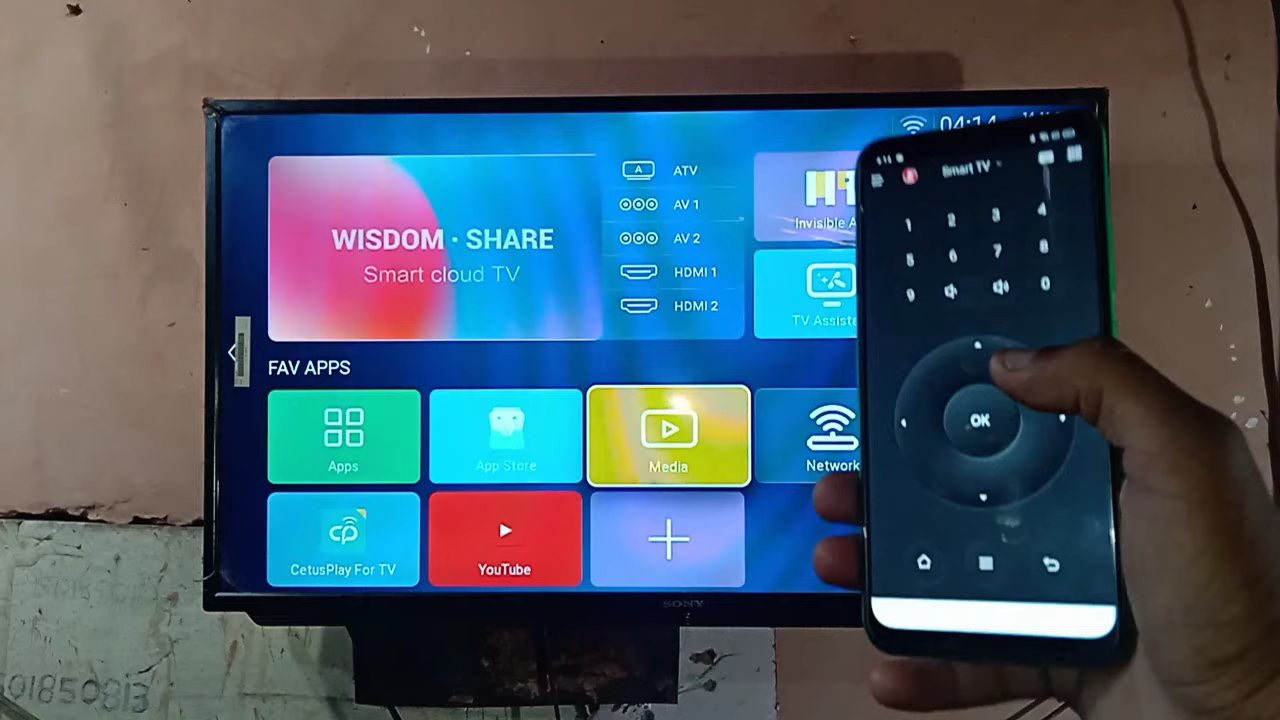 04:14
WISDOM · SHARE
Smart cloud TV
A ATV
AV 1
AV 2
HDMI 1
HDMI 2
Invisible A
TV Assista
FAV APPS
Apps
App Store
Media
Network
CetusPlay For TV
YouTube
SONY
Smart TV
1 2 3 4
5 6 7 8
9 0
OK
01850813